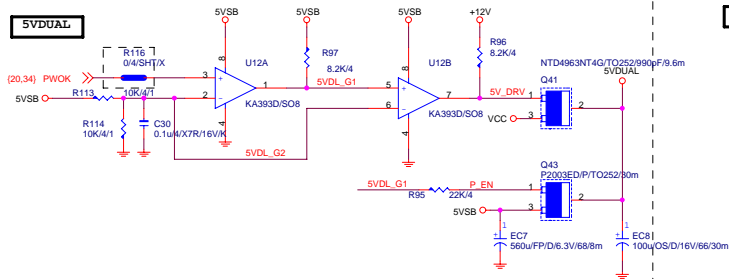 5VDUAL
R116
0/4/SHT/X
{20,34} PWOK
5VSB
R113
10K/4/1
R114
10K/4/1
C30
0.1u/4/X7R/16V/K
5VSB
8
3
+
2
−
1
4
U12A
KA393D/SO8
5VSB
R97
8.2K/4
5VDL_G1
5VDL_G2
5VSB
8
5
+
6
−
7
4
U12B
KA393D/SO8
+12V
R96
8.2K/4
5V_DRV
VCC
NTD4963NT4G/TO252/990pF/9.6m
Q41
1
3
2
5VDUAL
5VDL_G1
R95
22K/4
P_EN
5VSB
Q43
P2003ED/P/TO252/30m
1
3
2
1
+
EC7
560u/FP/D/6.3V/68/8m
1
+
EC8
100u/OS/D/16V/66/30m